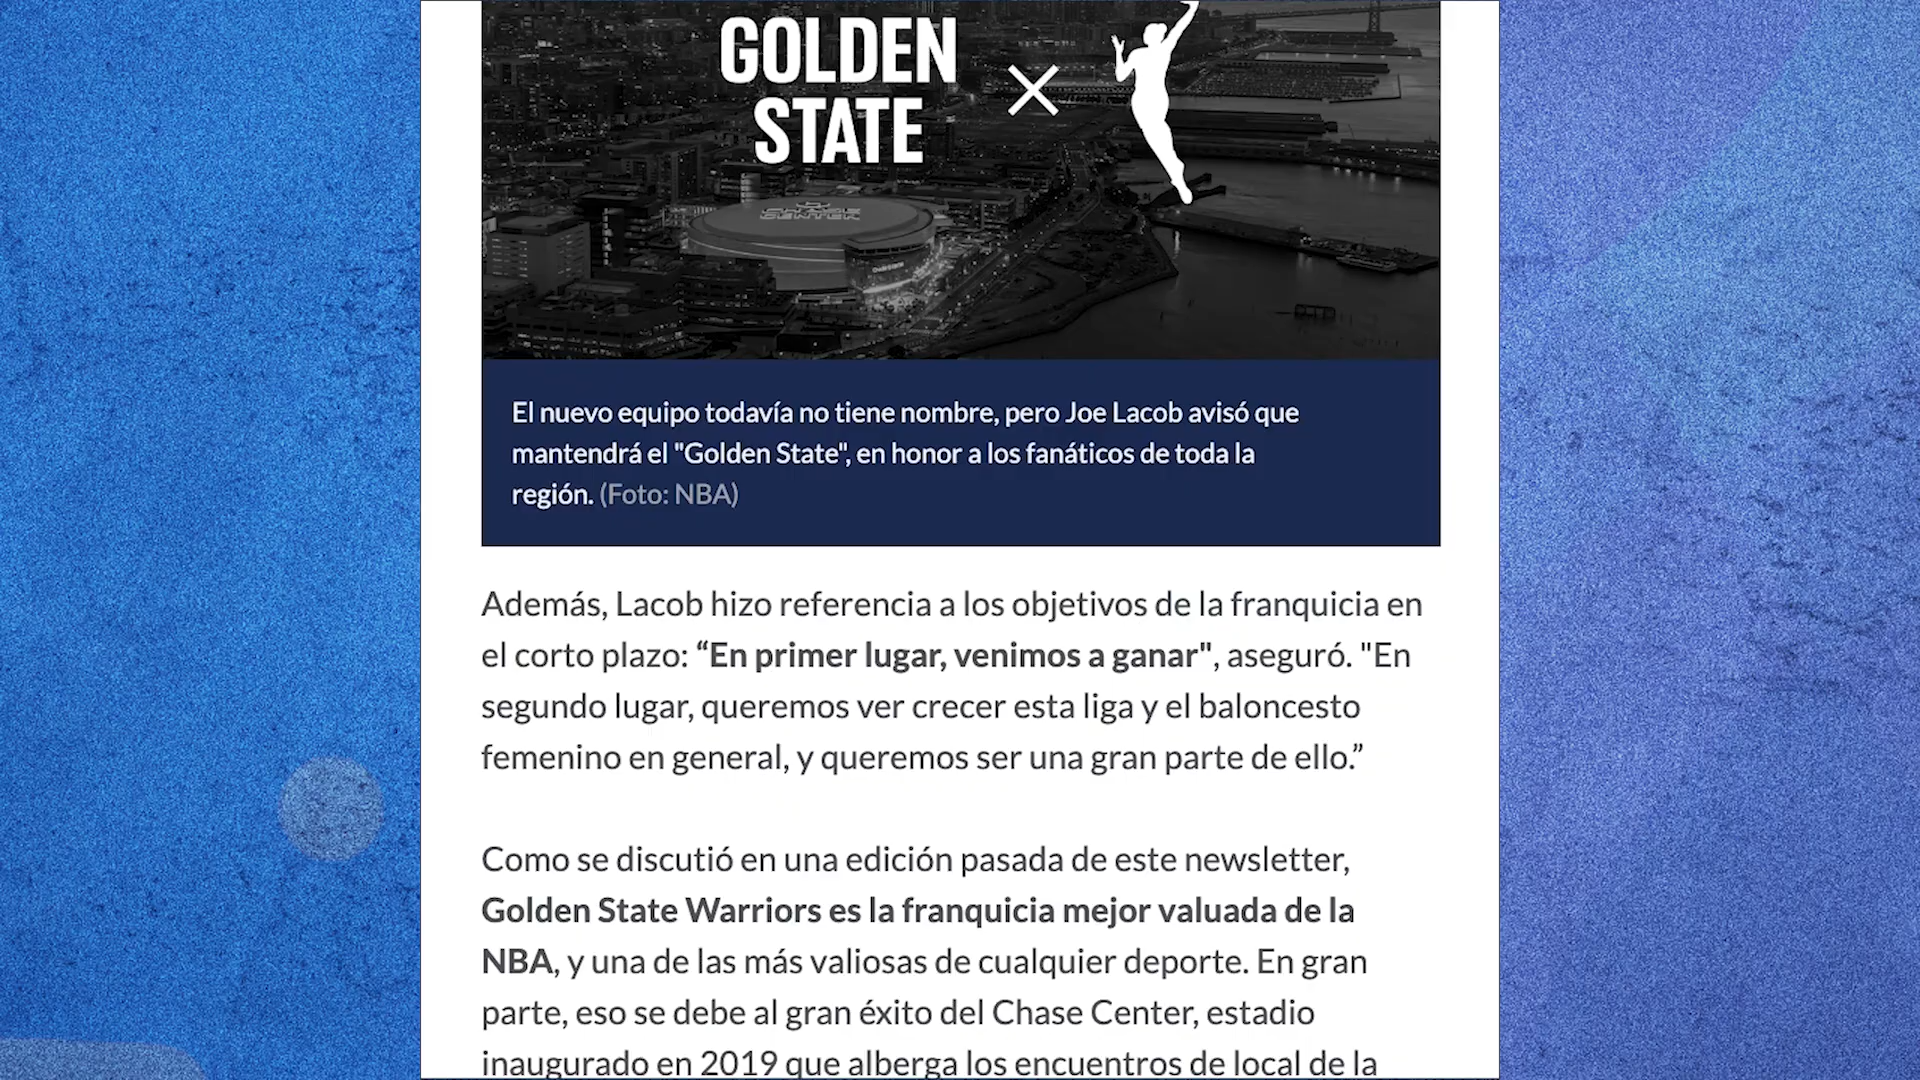 GOLDEN
STATE
CHASE
CENTER
El nuevo equipo todavía no tiene nombre, pero Joe Lacob avisó que
mantendrá el "Golden State", en honor a los fanáticos de toda la
región. (Foto: NBA)
Además, Lacob hizo referencia a los objetivos de la franquicia en
el corto plazo: “En primer lugar, venimos a ganar", aseguró. "En
segundo lugar, queremos ver crecer esta liga y el baloncesto
femenino en general, y queremos ser una gran parte de ello.”
Como se discutió en una edición pasada de este newsletter,
Golden State Warriors es la franquicia mejor valuada de la
NBA, y una de las más valiosas de cualquier deporte. En gran
parte, eso se debe al gran éxito del Chase Center, estadio
inaugurado en 2019 que alberga los encuentros de local de la